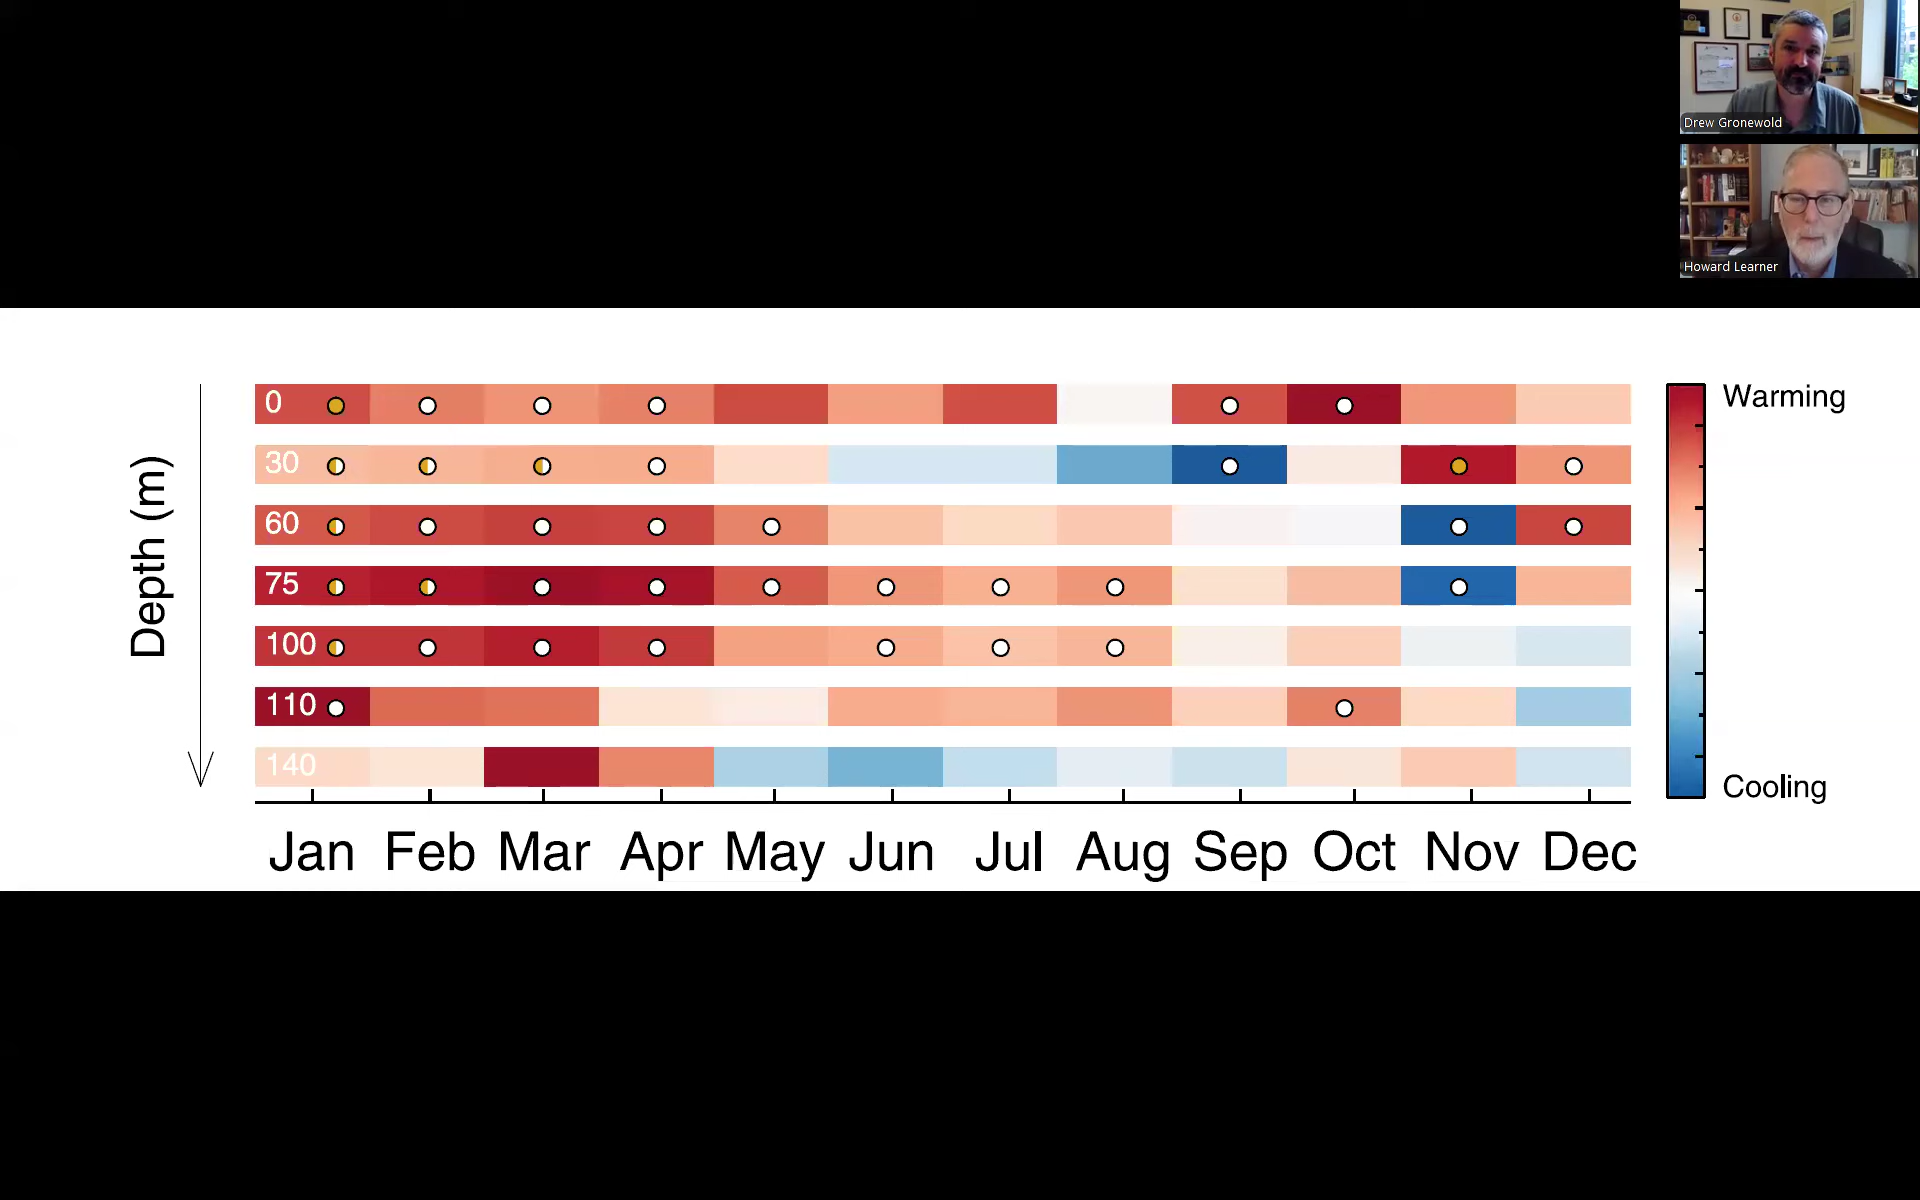 Drew Gronewold
Howard Learner
Depth (m)
0
30
60
75
100
110
140
Jan Feb Mar Apr May Jun Jul Aug Sep Oct Nov Dec
Warming
Cooling